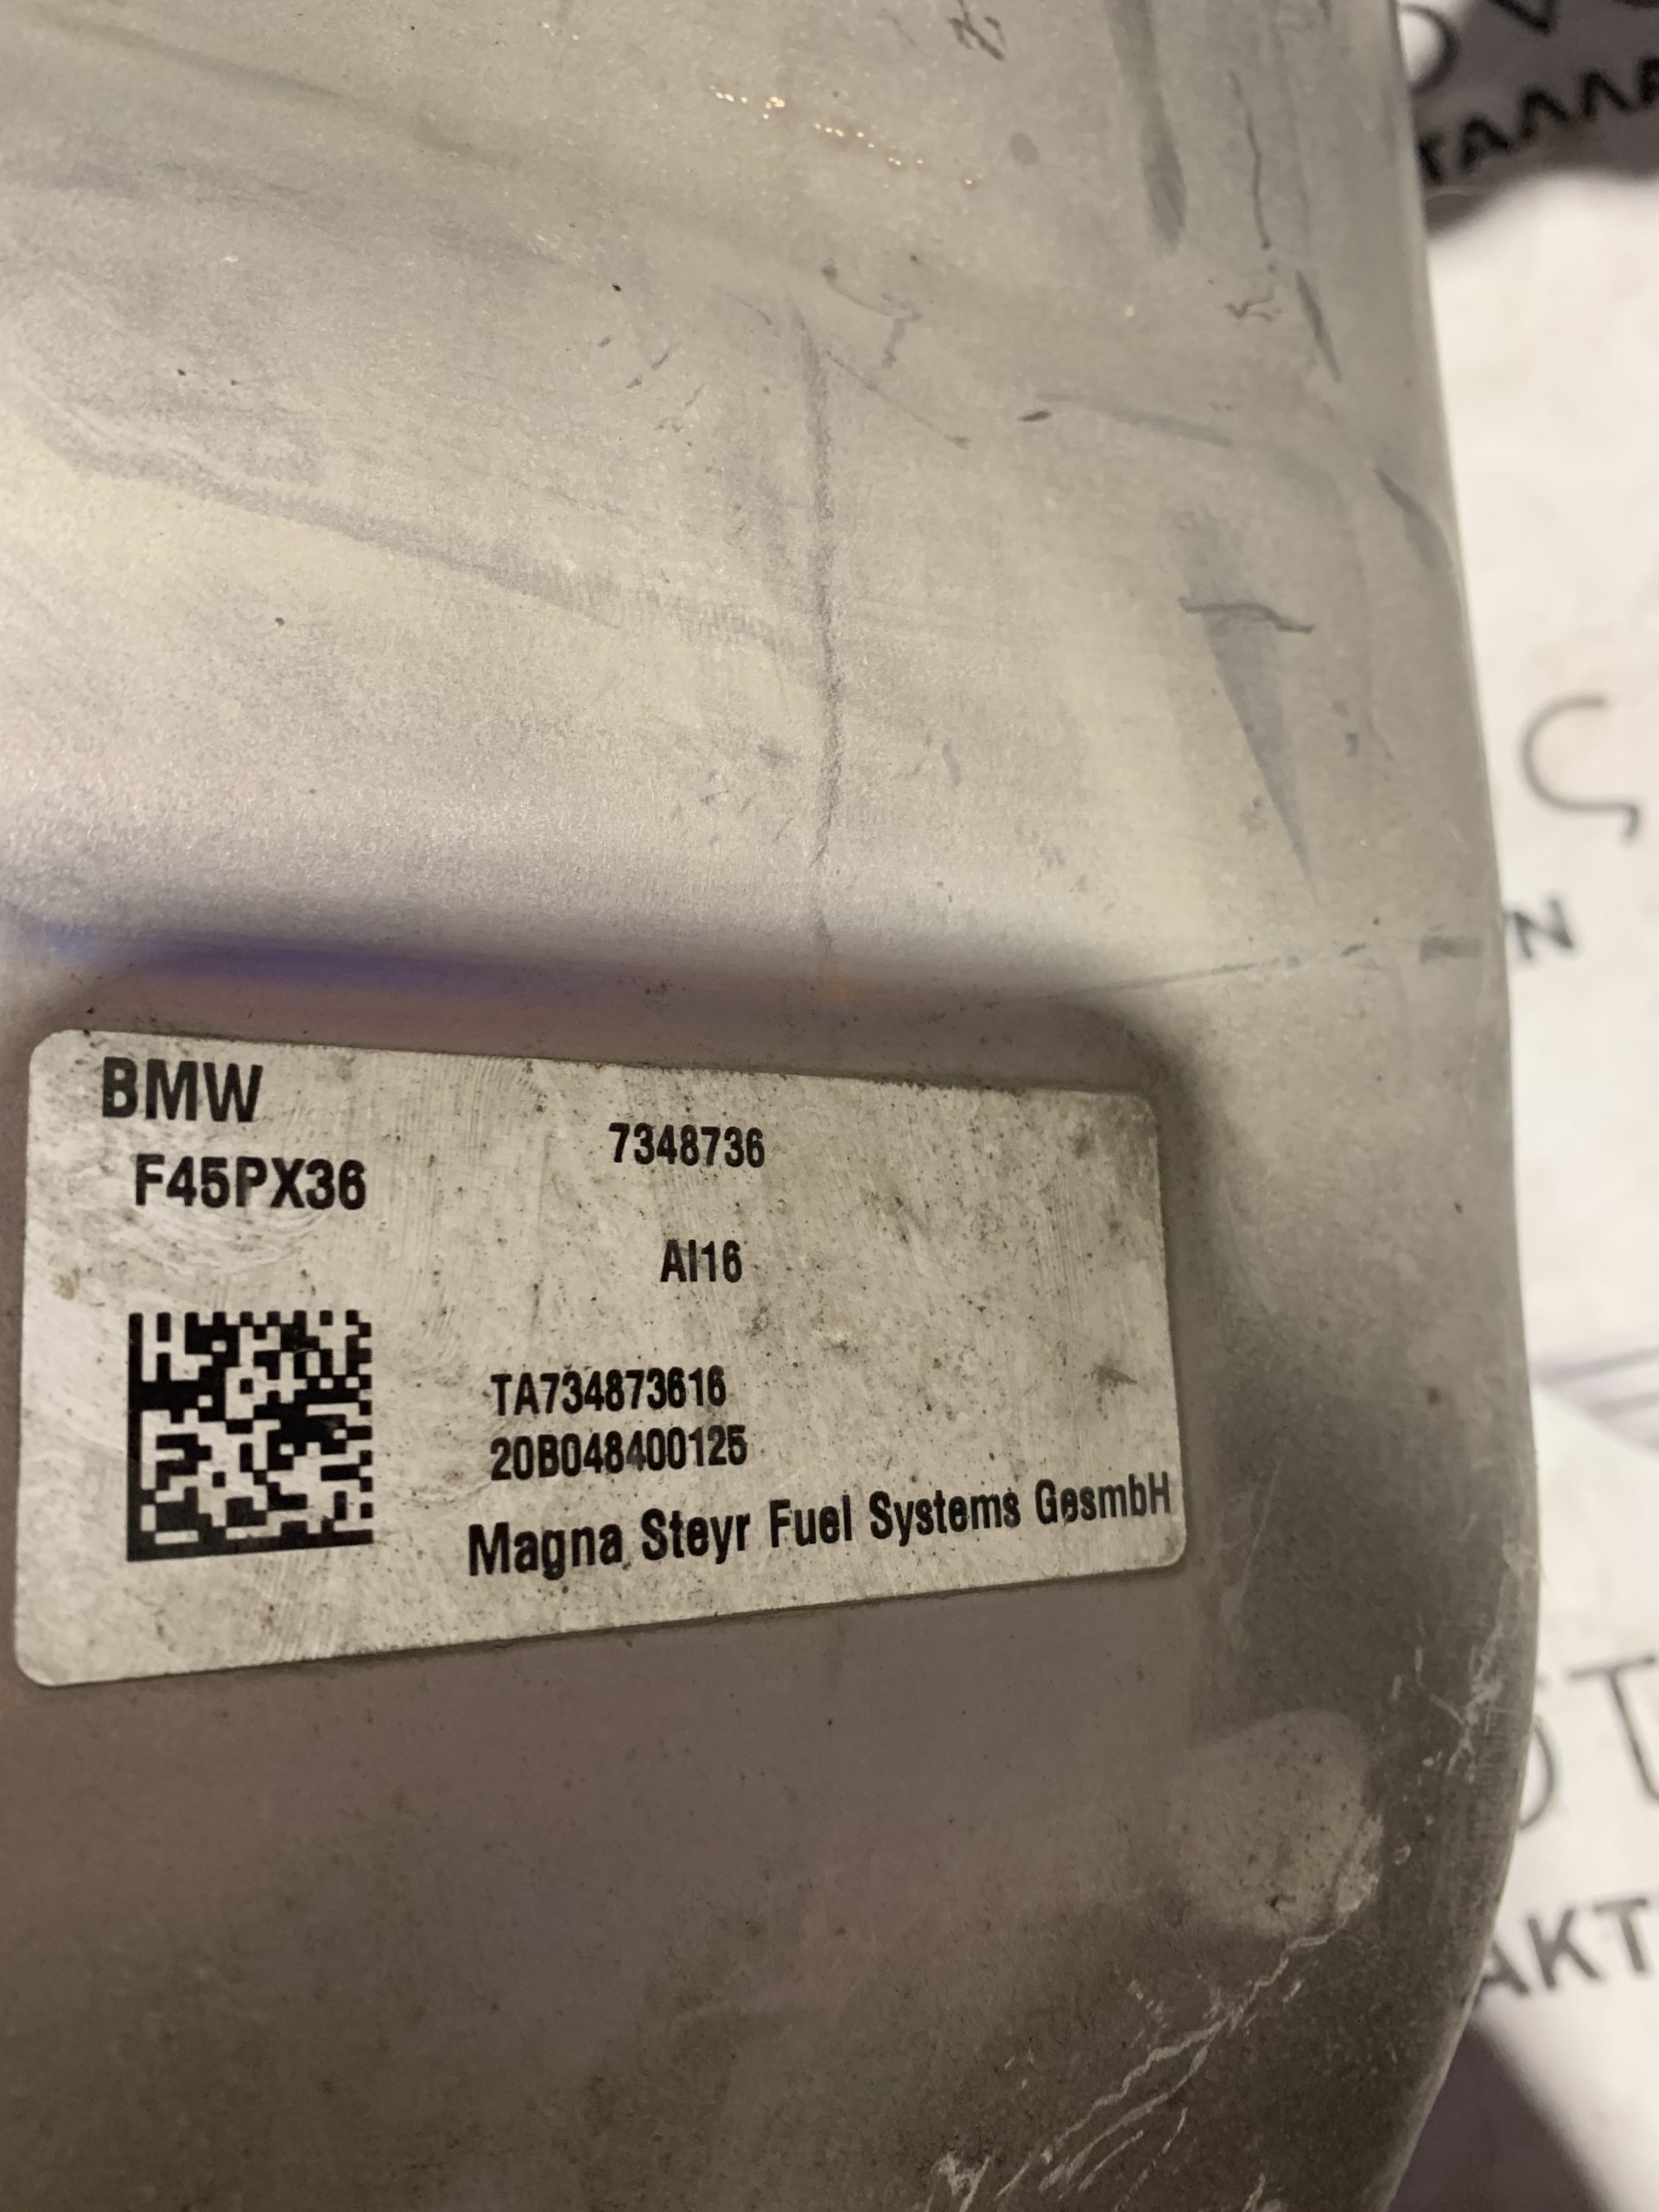 BMW
F45PX36
7348736
AI16
TA734873616
20B048400125
Magna Steyr Fuel Systems GesmbH